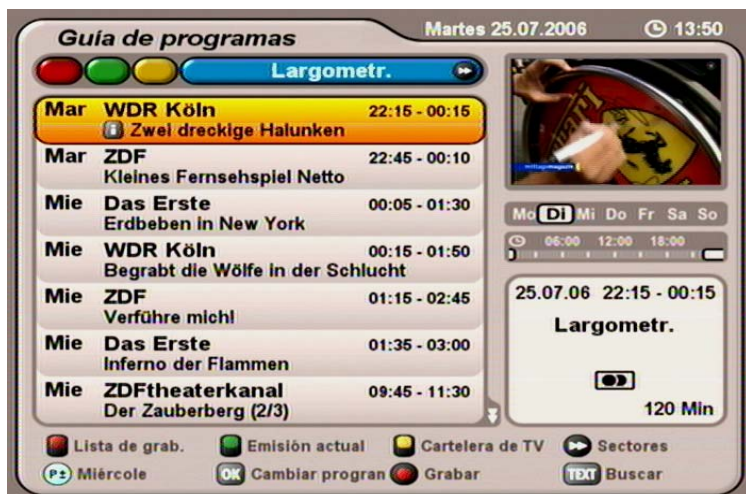 Guía de programas
Martes 25.07.2006 13:50
Largometr.
Mar WDR Köln 22:15 - 00:15
Zwei dreckige Halunken
Mar ZDF 22:45 - 00:10
Kleines Fernsehspiel Netto
Mie Das Erste 00:05 - 01:30
Erdbeben in New York
Mie WDR Köln 00:15 - 01:50
Begrabt die Wölfe in der Schlucht
Mie ZDF 01:15 - 02:45
Verführe mich!
Mie Das Erste 01:35 - 03:00
Inferno der Flammen
Mie ZDFtheaterkanal 09:45 - 11:30
Der Zauberberg (2/3)
mittagsmagazin
Mo Di Mi Do Fr Sa So
06:00 12:00 18:00
25.07.06 22:15 - 00:15
Largometr.
120 Min
Lista de grab. Emisión actual Cartelera de TV Sectores
P± Miércole OK Cambiar progran Grabar TEXT Buscar